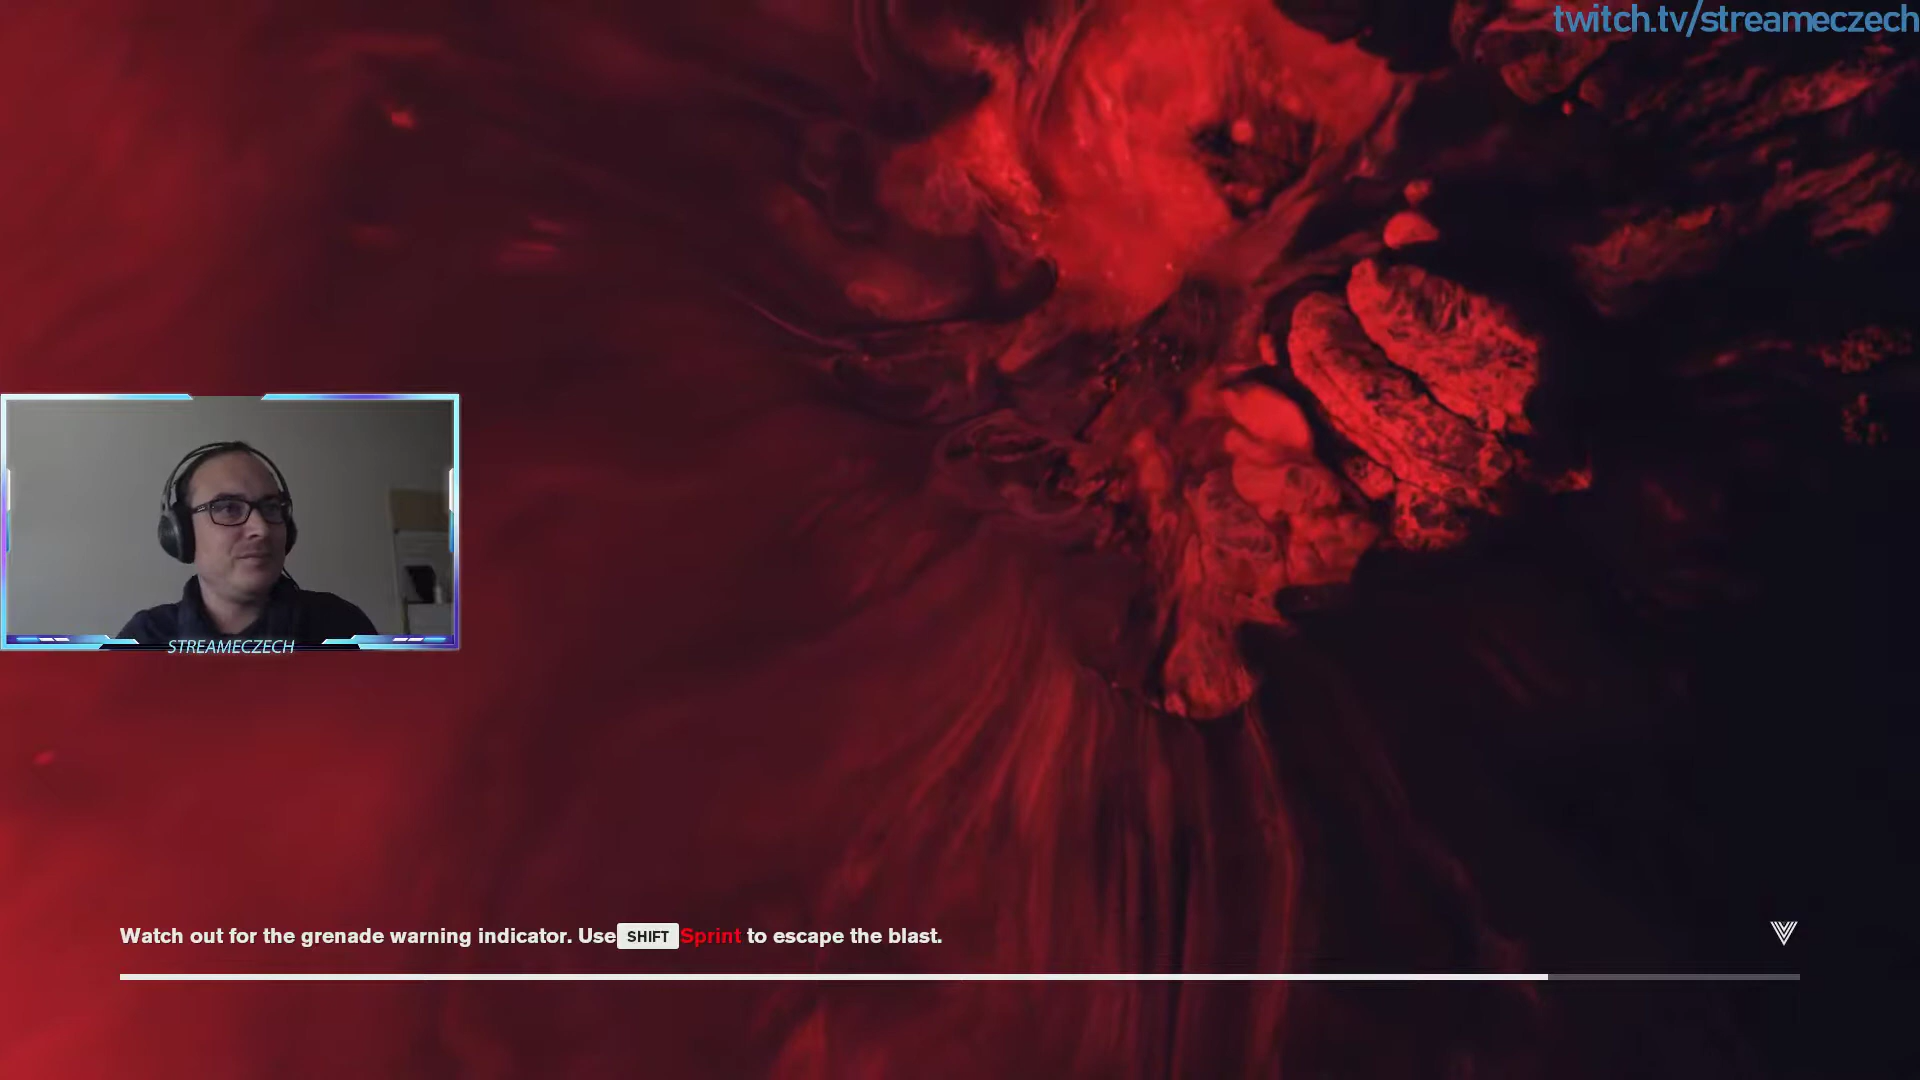 twitch.tv/streameczech
STREAMECZECH
Watch out for the grenade warning indicator. Use SHIFT Sprint to escape the blast.